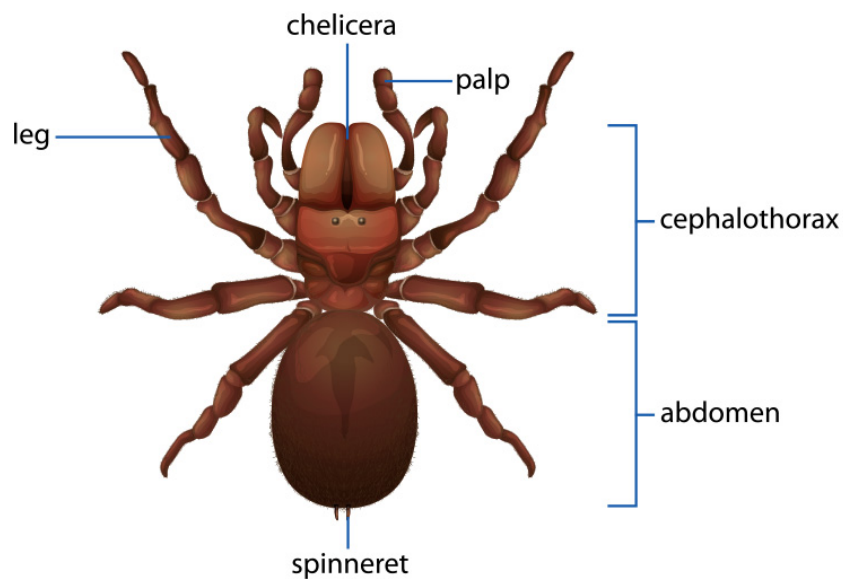 chelicera
palp
leg
cephalothorax
abdomen
spinneret